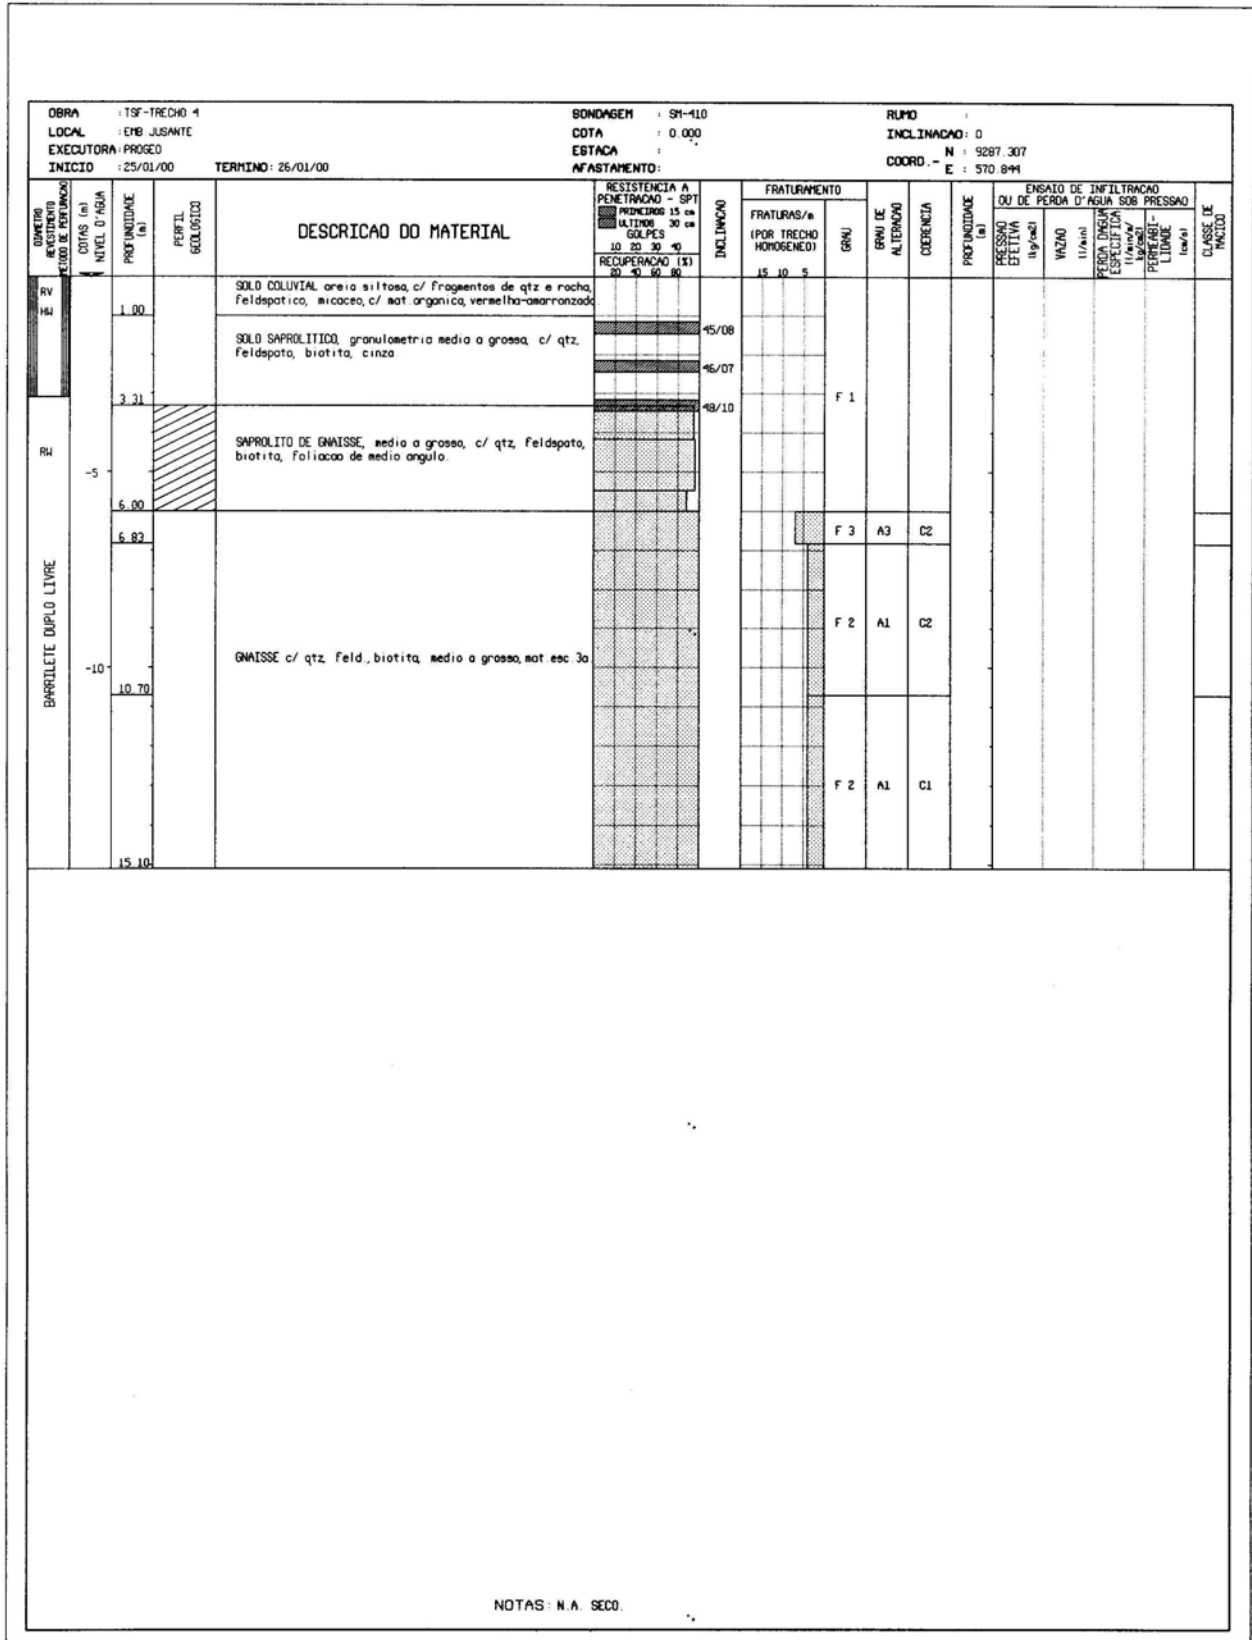 OBRA : TSF-TRECHO 4 SONDAGEM : SM-410 RUMO :
LOCAL : EMB. JUSANTE COTA : 0.000 INCLINACAO: 0
EXECUTORA: PROGEO ESTACA : COORD.- N : 9287.307
INICIO : 25/01/00 TERMINO: 26/01/00 AFASTAMENTO: E : 570.844
DIAMETRO
REVESTIMENTO
METODO DE PERFURACAO
COTAS (m)
NIVEL D'AGUA
PROFUNDIDADE
(m)
PERFIL
GEOLOGICO
DESCRICAO DO MATERIAL
RESISTENCIA A
PENETRACAO - SPT
PRIMEIROS 15 cm
ULTIMOS 30 cm
GOLPES
10 20 30 40
RECUPERACAO (%)
20 40 60 80
INCLINACAO
FRATURAMENTO
FRATURAS/m
(POR TRECHO
HOMOGENEO)
15 10 5
GRAU
GRAU DE
ALTERACAO
COERENCIA
PROFUNDIDADE
(m)
ENSAIO DE INFILTRACAO
OU DE PERDA D'AGUA SOB PRESSAO
PRESSAO
EFETIVA
(kg/cm2)
VAZAO
(l/min)
PERDA DAGUA
ESPECIFICA
(l/min/m/
kg/cm2)
PERMEABI-
LIDADE
(cm/s)
CLASSE DE
MACICO
RV
HW
1.00
SOLO COLUVIAL areia siltosa, c/ fragmentos de qtz e rocha,
feldspatico, micaceo, c/ mat.organica, vermelha-amarronzada
SOLO SAPROLITICO, granulometria media a grossa, c/ qtz,
feldspato, biotita, cinza.
45/08
46/07
3.31
48/10
F 1
RW
-5
SAPROLITO DE GNAISSE, medio a grosso, c/ qtz, feldspato,
biotita, foliacao de medio angulo.
6.00
6.83
F 3 A3 C2
BARRILETE DUPLO LIVRE
F 2 A1 C2
-10
GNAISSE c/ qtz, feld., biotita, medio a grosso, mat.esc.3a
10.70
F 2 A1 C1
15.10
NOTAS: N.A. SECO.